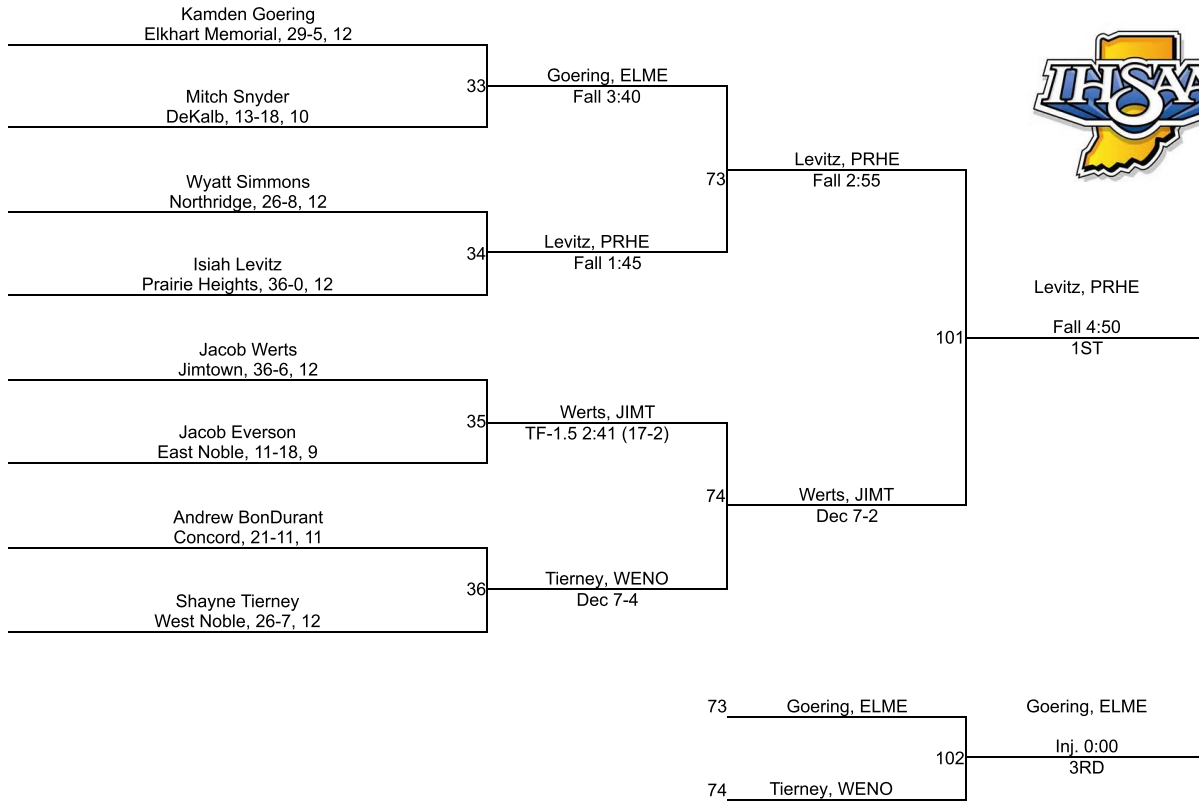 Kamden Goering
Elkhart Memorial, 29-5, 12
Mitch Snyder
DeKalb, 13-18, 10
Wyatt Simmons
Northridge, 26-8, 12
Isiah Levitz
Prairie Heights, 36-0, 12
Jacob Werts
Jimtown, 36-6, 12
Jacob Everson
East Noble, 11-18, 9
Andrew BonDurant
Concord, 21-11, 11
Shayne Tierney
West Noble, 26-7, 12
33
Goering, ELME
Fall 3:40
34
Levitz, PRHE
Fall 1:45
35
Werts, JIMT
TF-1.5 2:41 (17-2)
36
Tierney, WENO
Dec 7-4
73
Levitz, PRHE
Fall 2:55
74
Werts, JIMT
Dec 7-2
101
Levitz, PRHE
Fall 4:50
1ST
73
Goering, ELME
74
Tierney, WENO
102
Goering, ELME
Inj. 0:00
3RD
IHSAA